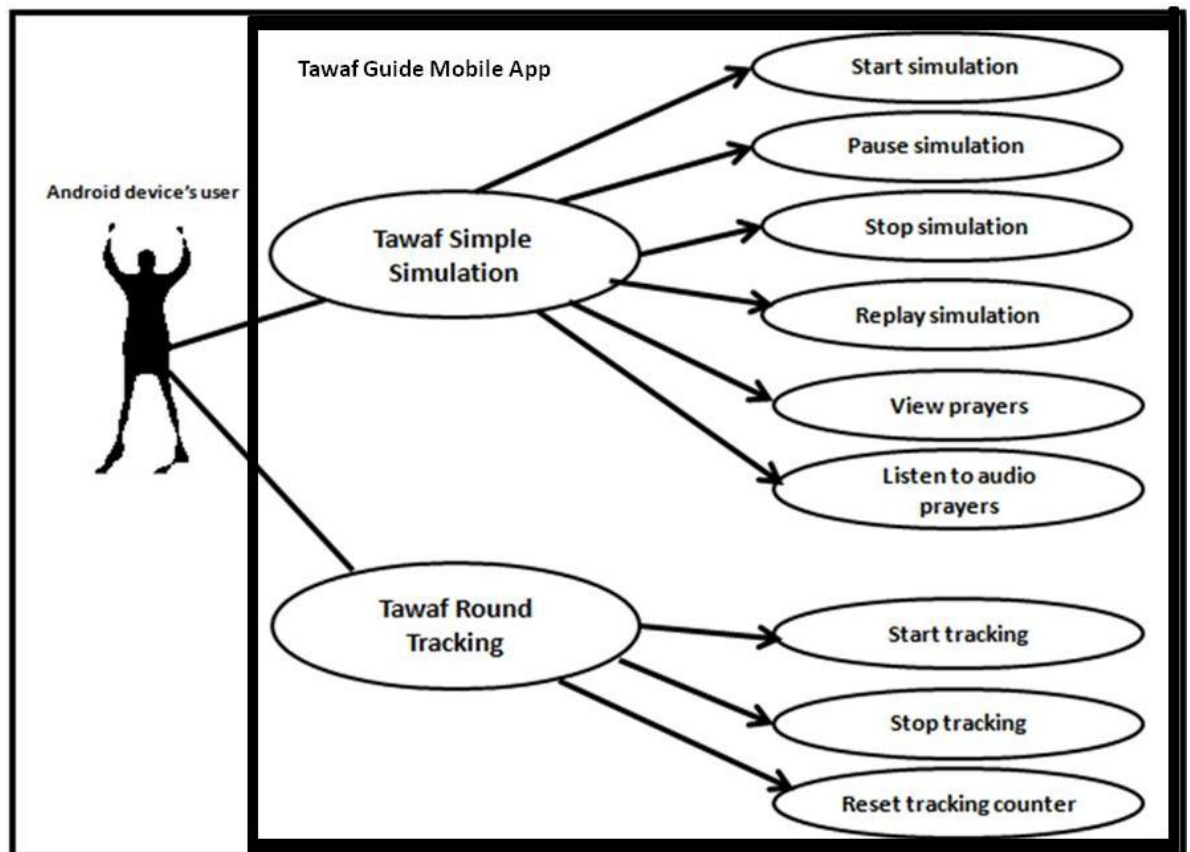 Tawaf Guide Mobile App
Android device's user
Tawaf Simple
Simulation
Start simulation
Pause simulation
Stop simulation
Replay simulation
View prayers
Listen to audio
prayers
Tawaf Round
Tracking
Start tracking
Stop tracking
Reset tracking counter